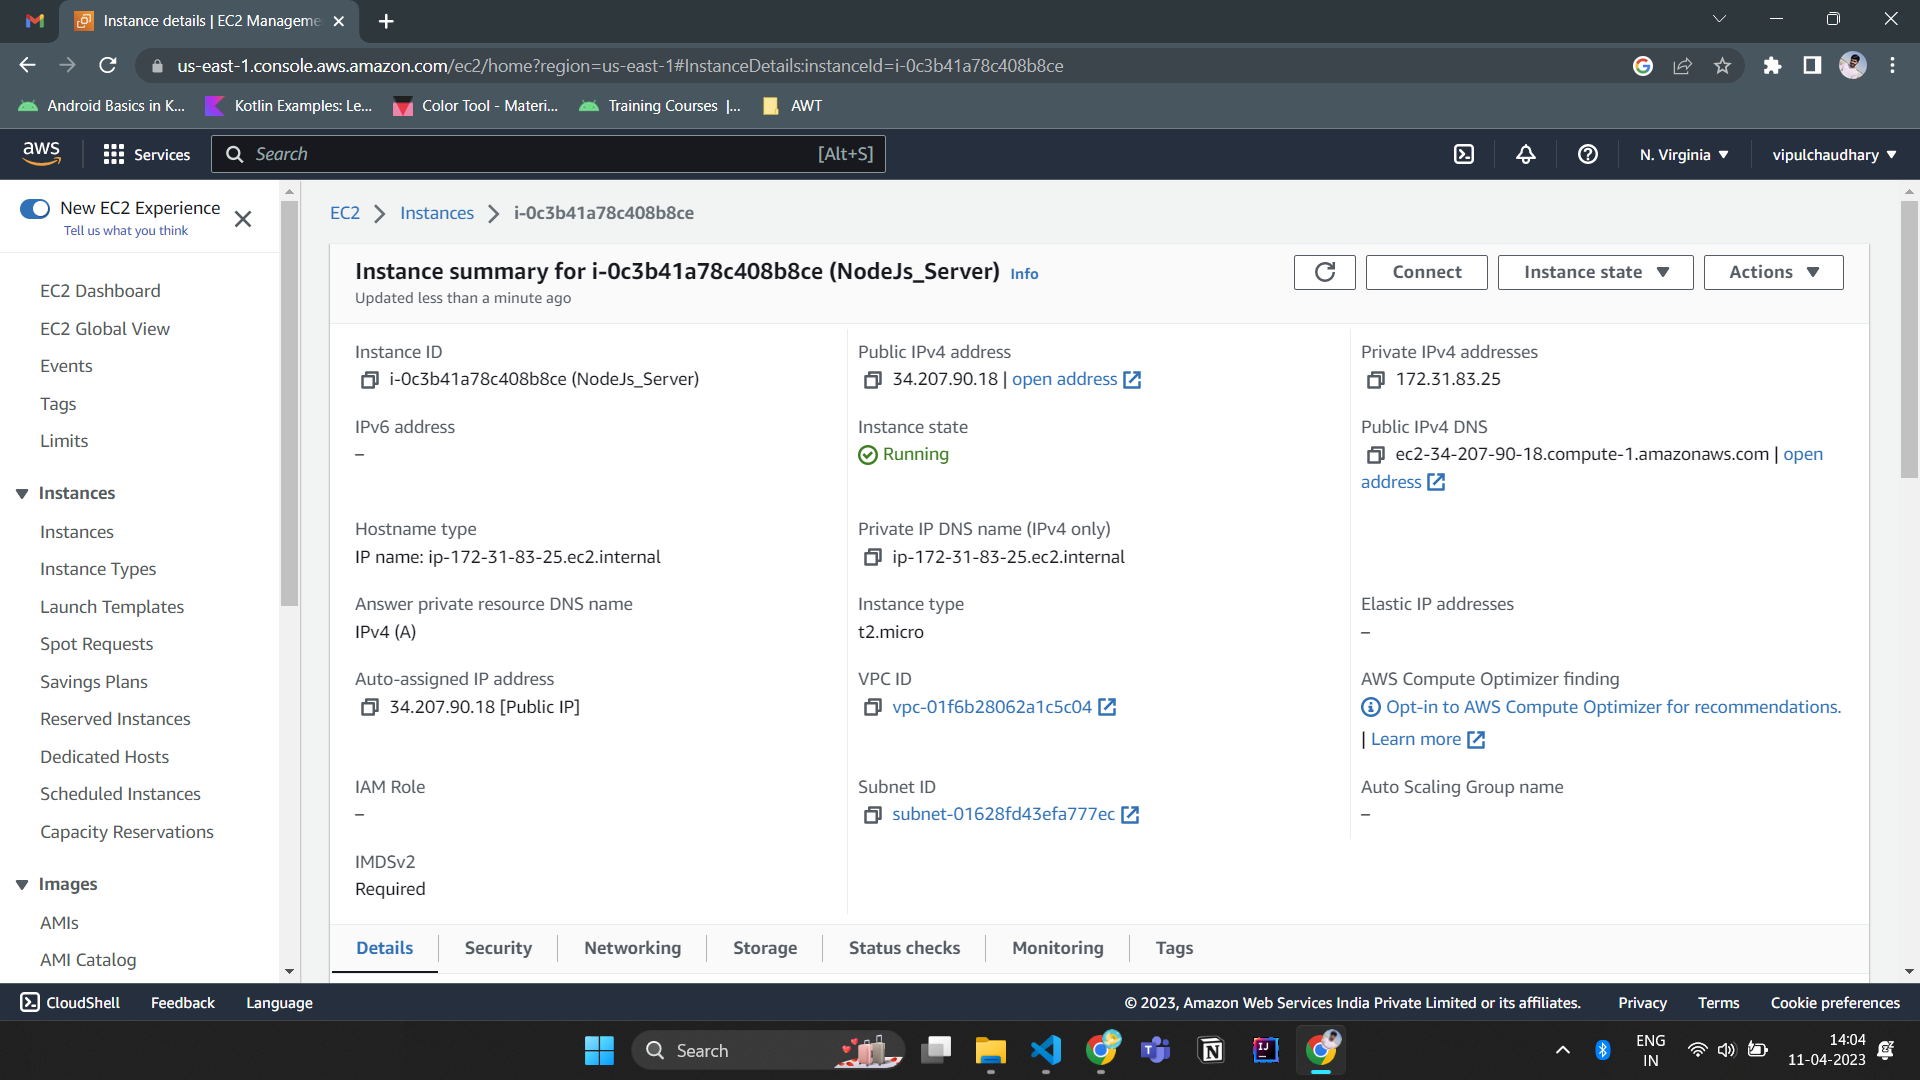 Instance details | EC2 Manageme
us-east-1.console.aws.amazon.com/ec2/home?region=us-east-1#InstanceDetails:instanceId=i-0c3b41a78c408b8ce
Android Basics in K...
Kotlin Examples: Le...
Color Tool - Materi...
Training Courses |...
AWT
aws
Services
Search
[Alt+S]
N. Virginia
vipulchaudhary
New EC2 Experience
Tell us what you think
EC2 Dashboard
EC2 Global View
Events
Tags
Limits
Instances
Instances
Instance Types
Launch Templates
Spot Requests
Savings Plans
Reserved Instances
Dedicated Hosts
Scheduled Instances
Capacity Reservations
Images
AMIs
AMI Catalog
EC2
Instances
i-0c3b41a78c408b8ce
Instance summary for i-0c3b41a78c408b8ce (NodeJs_Server) Info
Updated less than a minute ago
Connect
Instance state
Actions
Instance ID
i-0c3b41a78c408b8ce (NodeJs_Server)
Public IPv4 address
34.207.90.18 | open address
Private IPv4 addresses
172.31.83.25
IPv6 address
–
Instance state
Running
Public IPv4 DNS
ec2-34-207-90-18.compute-1.amazonaws.com | open
address
Hostname type
IP name: ip-172-31-83-25.ec2.internal
Private IP DNS name (IPv4 only)
ip-172-31-83-25.ec2.internal
Answer private resource DNS name
IPv4 (A)
Instance type
t2.micro
Elastic IP addresses
–
Auto-assigned IP address
34.207.90.18 [Public IP]
VPC ID
vpc-01f6b28062a1c5c04
AWS Compute Optimizer finding
Opt-in to AWS Compute Optimizer for recommendations.
| Learn more
IAM Role
–
Subnet ID
subnet-01628fd43efa777ec
Auto Scaling Group name
–
IMDSv2
Required
Details
Security
Networking
Storage
Status checks
Monitoring
Tags
CloudShell
Feedback
Language
© 2023, Amazon Web Services India Private Limited or its affiliates.
Privacy
Terms
Cookie preferences
Search
ENG
IN
14:04
11-04-2023